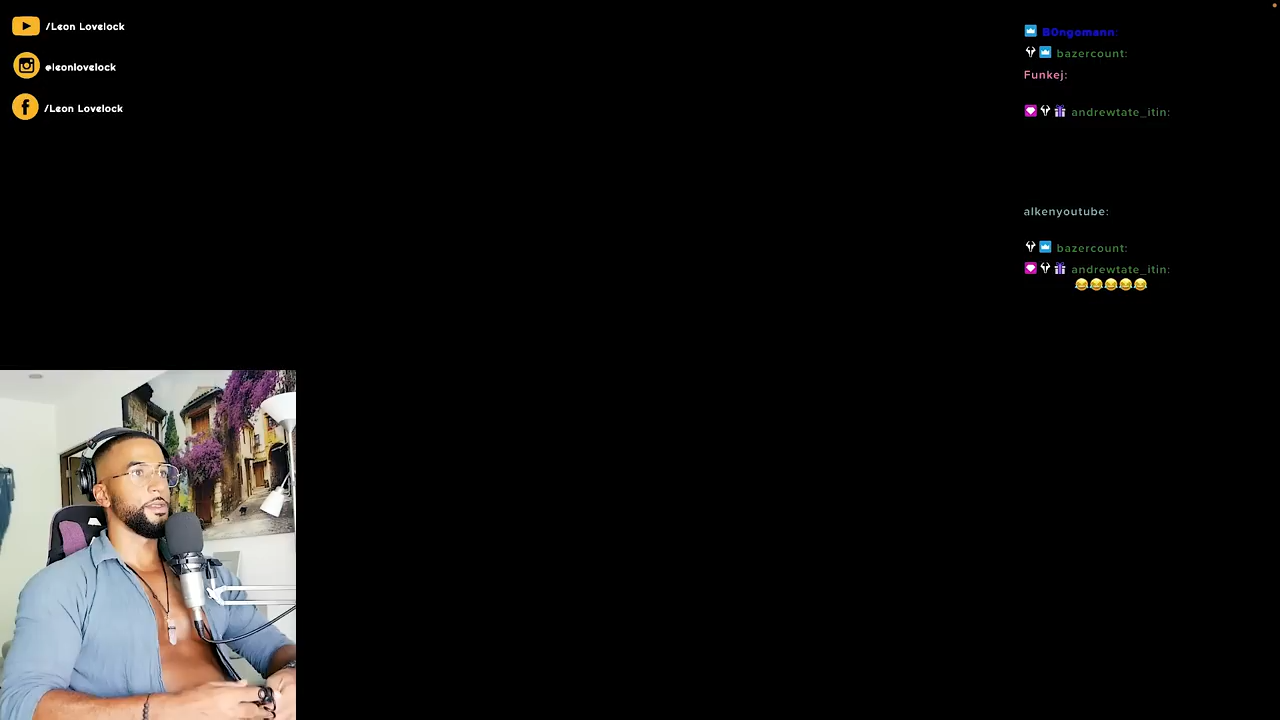 /Leon Lovelock
@leonlovelock
/Leon Lovelock
B0ngomann:
bazercount:
Funkej:
andrewtate_itin:
alkenyoutube:
bazercount:
andrewtate_itin:
😂😂😂😂😂